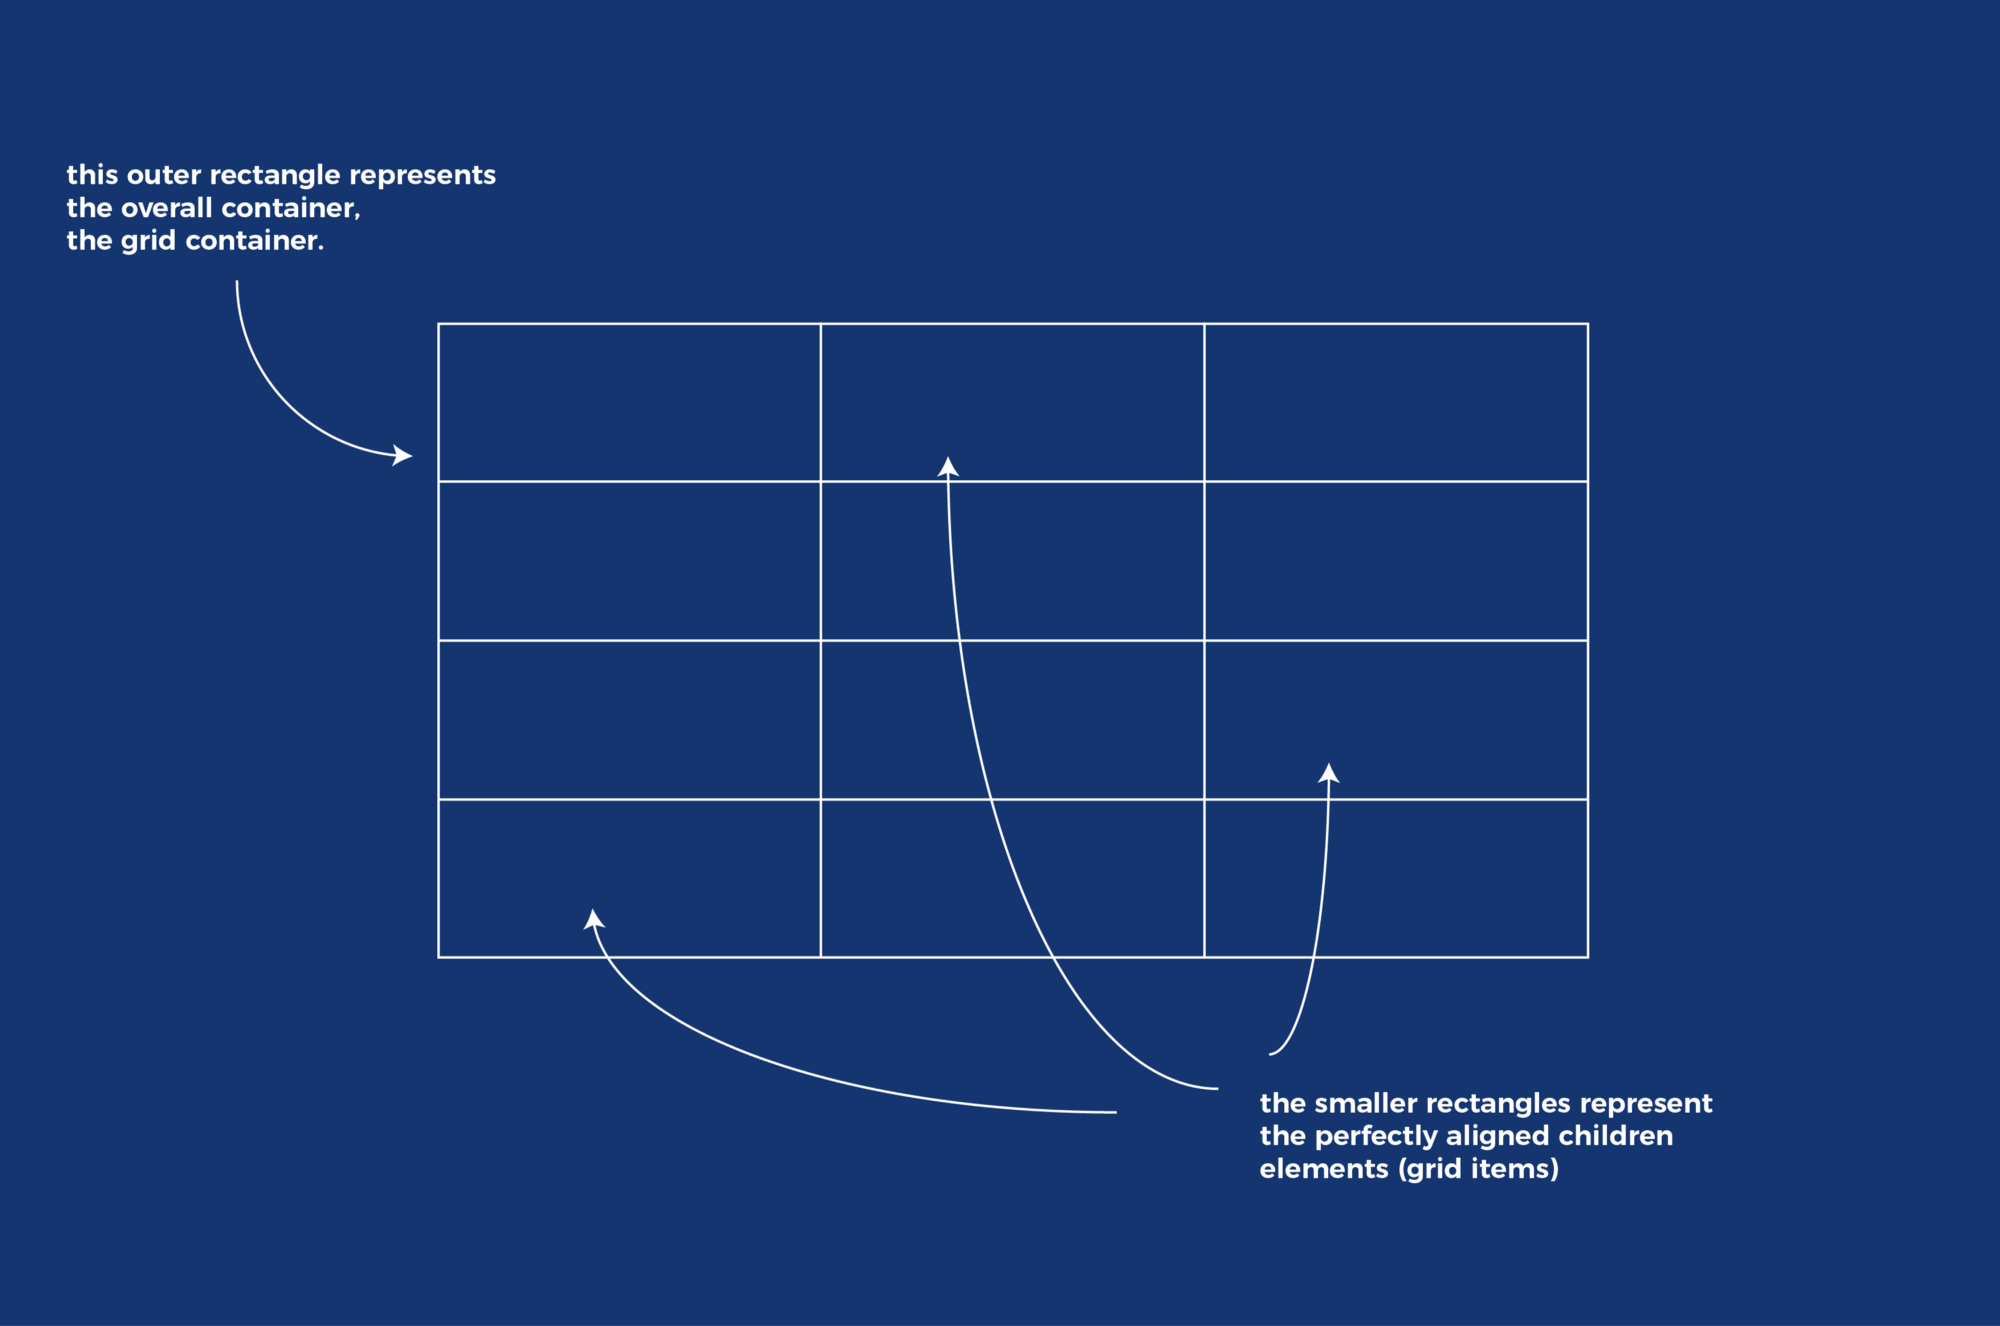 this outer rectangle represents
the overall container,
the grid container.
the smaller rectangles represent
the perfectly aligned children
elements (grid items)